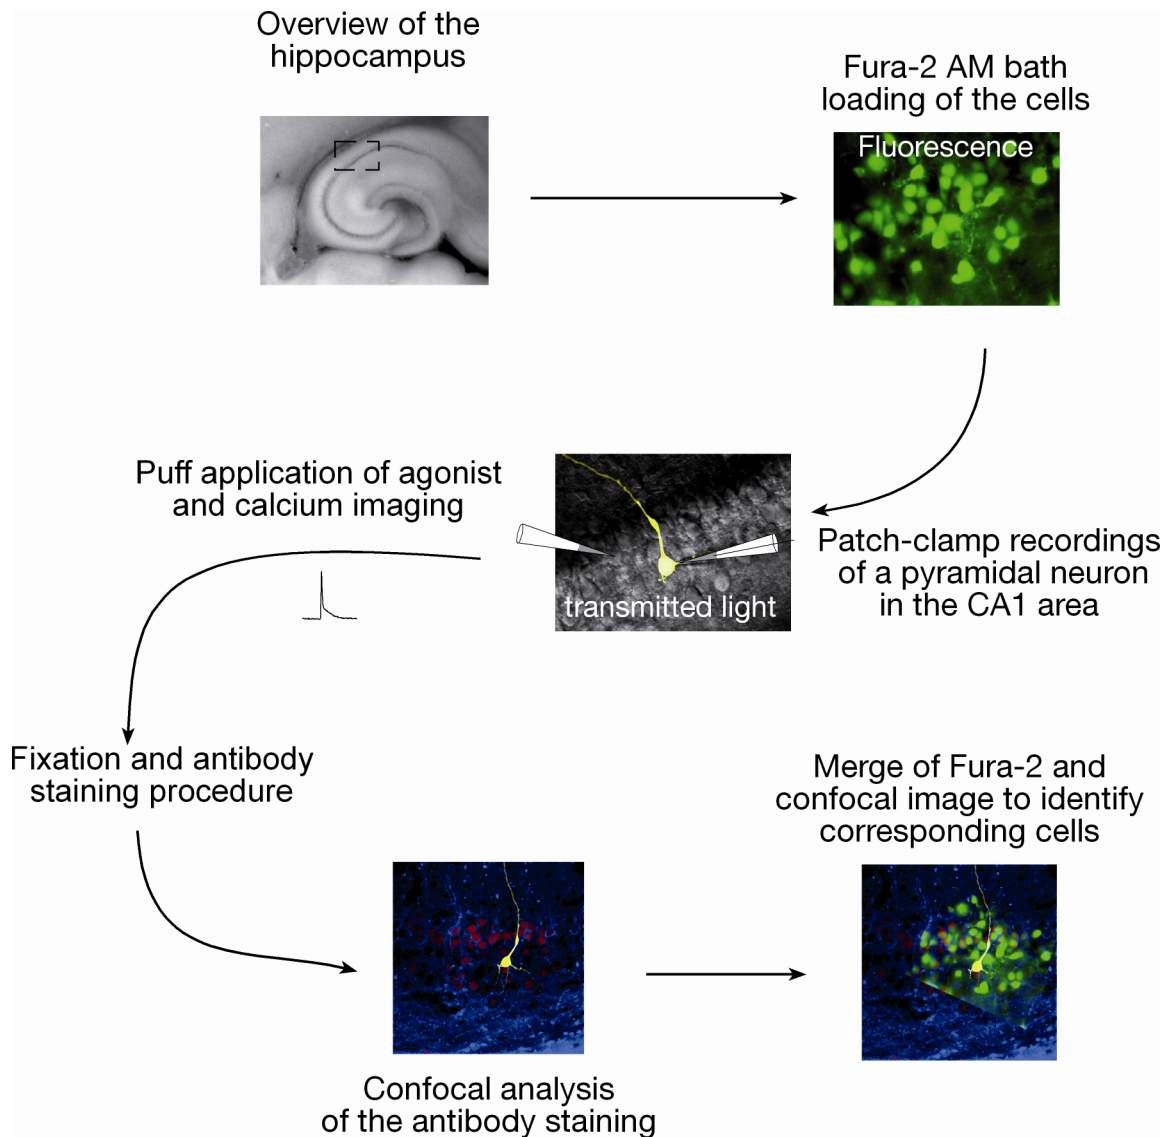 Overview of the
hippocampus
Fura-2 AM bath
loading of the cells
Fluorescence
Puff application of agonist
and calcium imaging
transmitted light
Patch-clamp recordings
of a pyramidal neuron
in the CA1 area
Fixation and antibody
staining procedure
Merge of Fura-2 and
confocal image to identify
corresponding cells
Confocal analysis
of the antibody staining